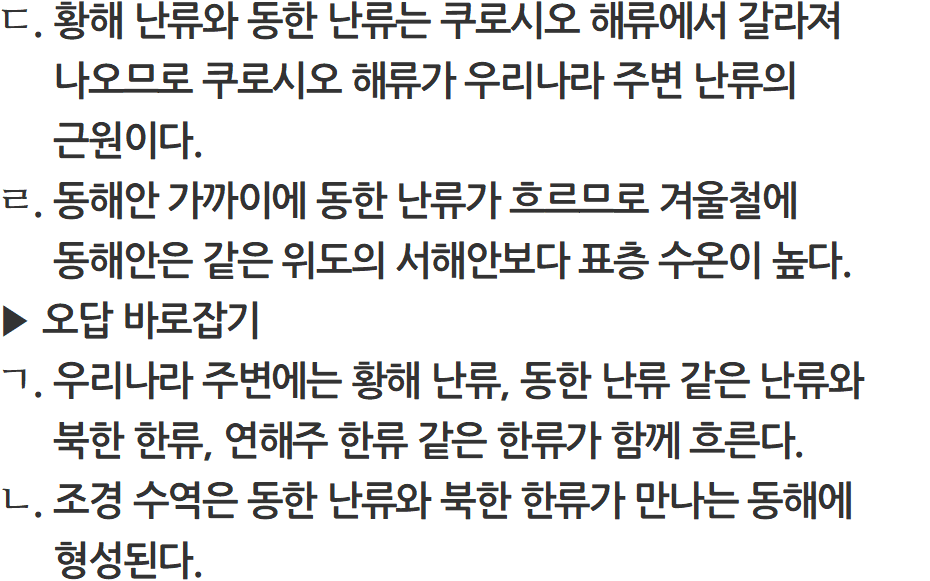 ㄷ. 황해 난류와 동한 난류는 쿠로시오 해류에서 갈라져
나오므로 쿠로시오 해류가 우리나라 주변 난류의
근원이다.
ㄹ. 동해안 가까이에 동한 난류가 흐르므로 겨울철에
동해안은 같은 위도의 서해안보다 표층 수온이 높다.
▶ 오답 바로잡기
ㄱ. 우리나라 주변에는 황해 난류, 동한 난류 같은 난류와
북한 한류, 연해주 한류 같은 한류가 함께 흐른다.
ㄴ. 조경 수역은 동한 난류와 북한 한류가 만나는 동해에
형성된다.